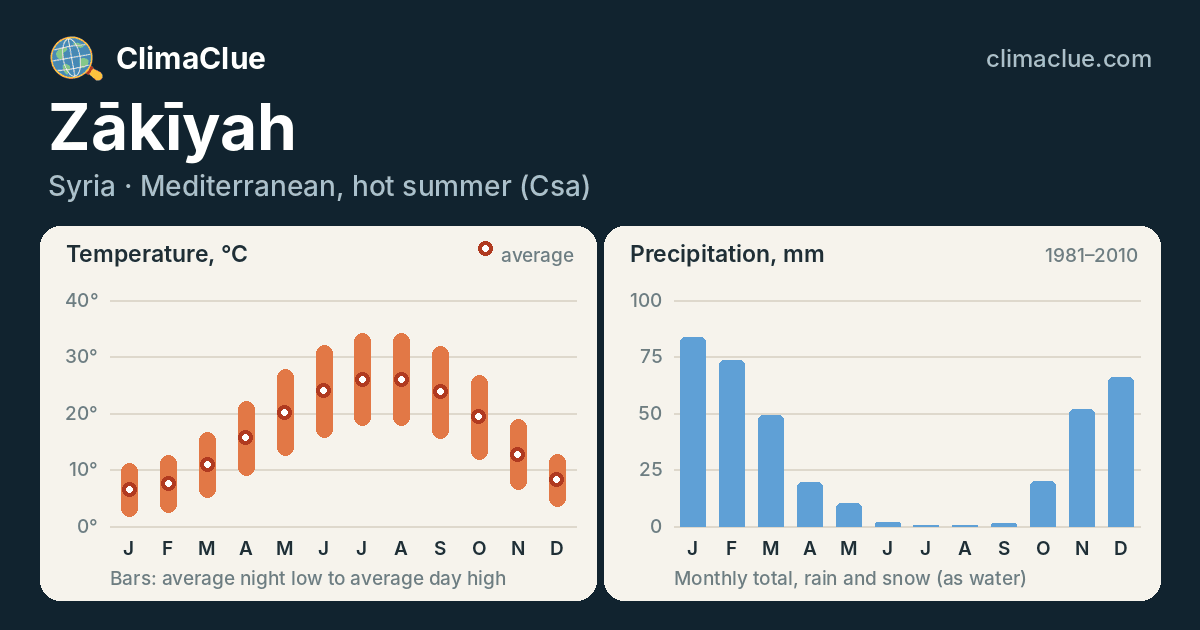 ClimaClue
climaclue.com
Zākīyah
Syria · Mediterranean, hot summer (Csa)
Temperature, °C
average
40°
30°
20°
10°
0°
J F M A M J J A S O N D
Bars: average night low to average day high
Precipitation, mm
1981–2010
100
75
50
25
0
J F M A M J J A S O N D
Monthly total, rain and snow (as water)